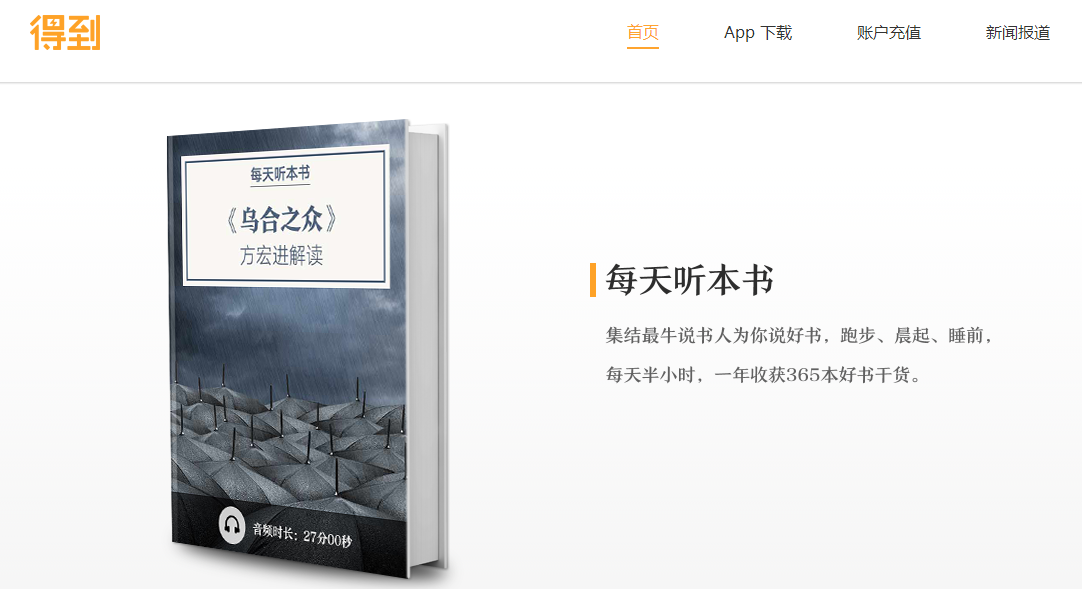 得到
首页
App 下载
账户充值
新闻报道
每天听本书
《乌合之众》
方宏进解读
音频时长：27分00秒
每天听本书
集结最牛说书人为你说好书，跑步、晨起、睡前，
每天半小时，一年收获365本好书干货。